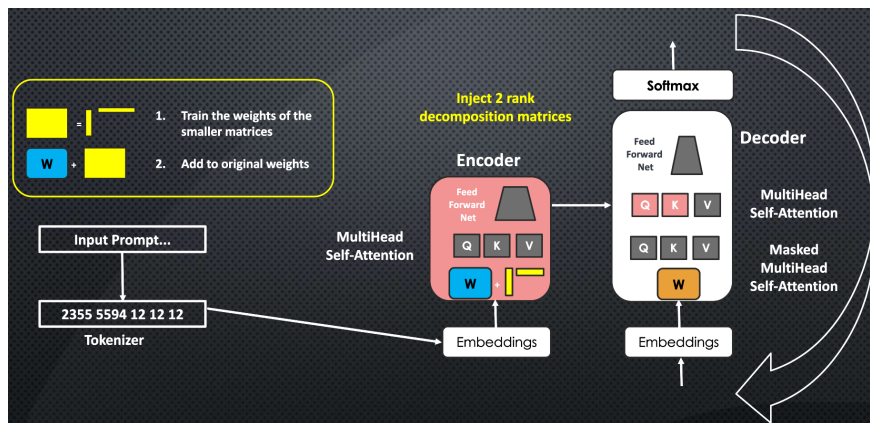 =
1. Train the weights of the
smaller matrices
W +
2. Add to original weights
Input Prompt...
2355 5594 12 12 12
Tokenizer
Inject 2 rank
decomposition matrices
Encoder
Feed
Forward
Net
MultiHead
Self-Attention
Q K V
W +
Embeddings
Softmax
Decoder
Feed
Forward
Net
Q K V
MultiHead
Self-Attention
Q K V
Masked
MultiHead
Self-Attention
W
Embeddings